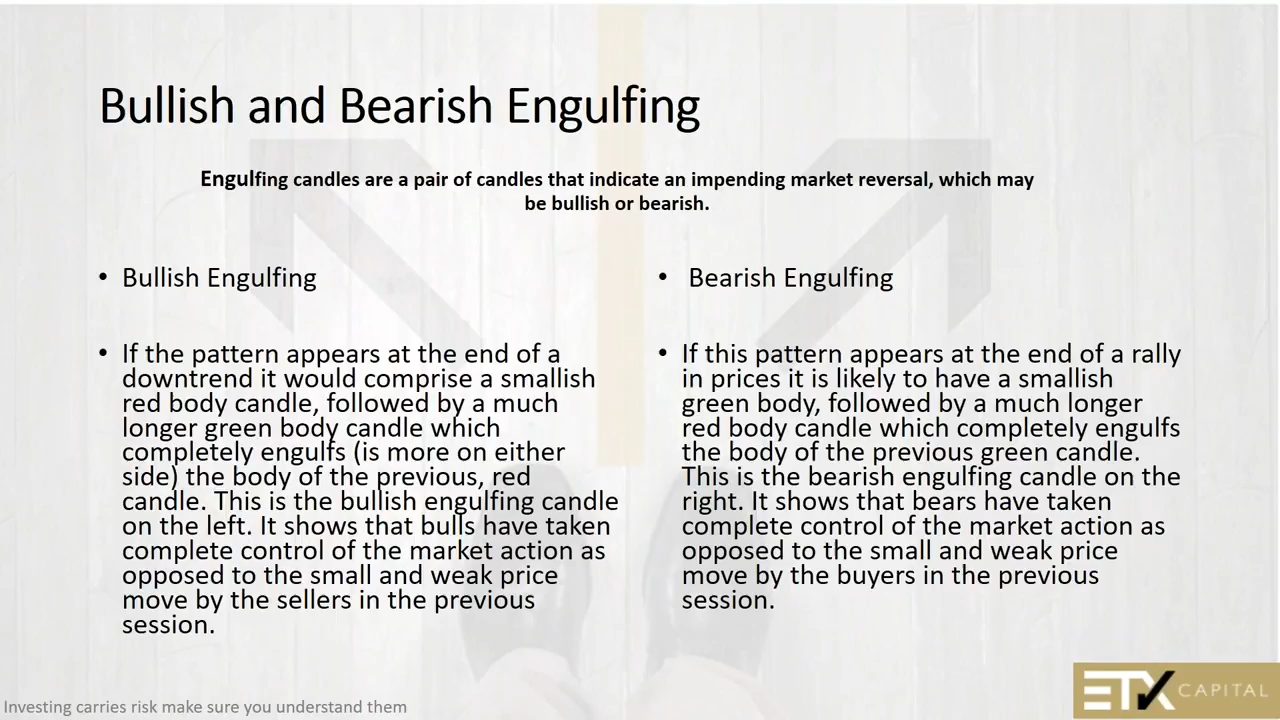 Bullish and Bearish Engulfing
Engulfing candles are a pair of candles that indicate an impending market reversal, which may
be bullish or bearish.
• Bullish Engulfing
• If the pattern appears at the end of a
downtrend it would comprise a smallish
red body candle, followed by a much
longer green body candle which
completely engulfs (is more on either
side) the body of the previous, red
candle. This is the bullish engulfing candle
on the left. It shows that bulls have taken
complete control of the market action as
opposed to the small and weak price
move by the sellers in the previous
session.
• Bearish Engulfing
• If this pattern appears at the end of a rally
in prices it is likely to have a smallish
green body, followed by a much longer
red body candle which completely engulfs
the body of the previous green candle.
This is the bearish engulfing candle on the
right. It shows that bears have taken
complete control of the market action as
opposed to the small and weak price
move by the buyers in the previous
session.
Investing carries risk make sure you understand them
ETX CAPITAL